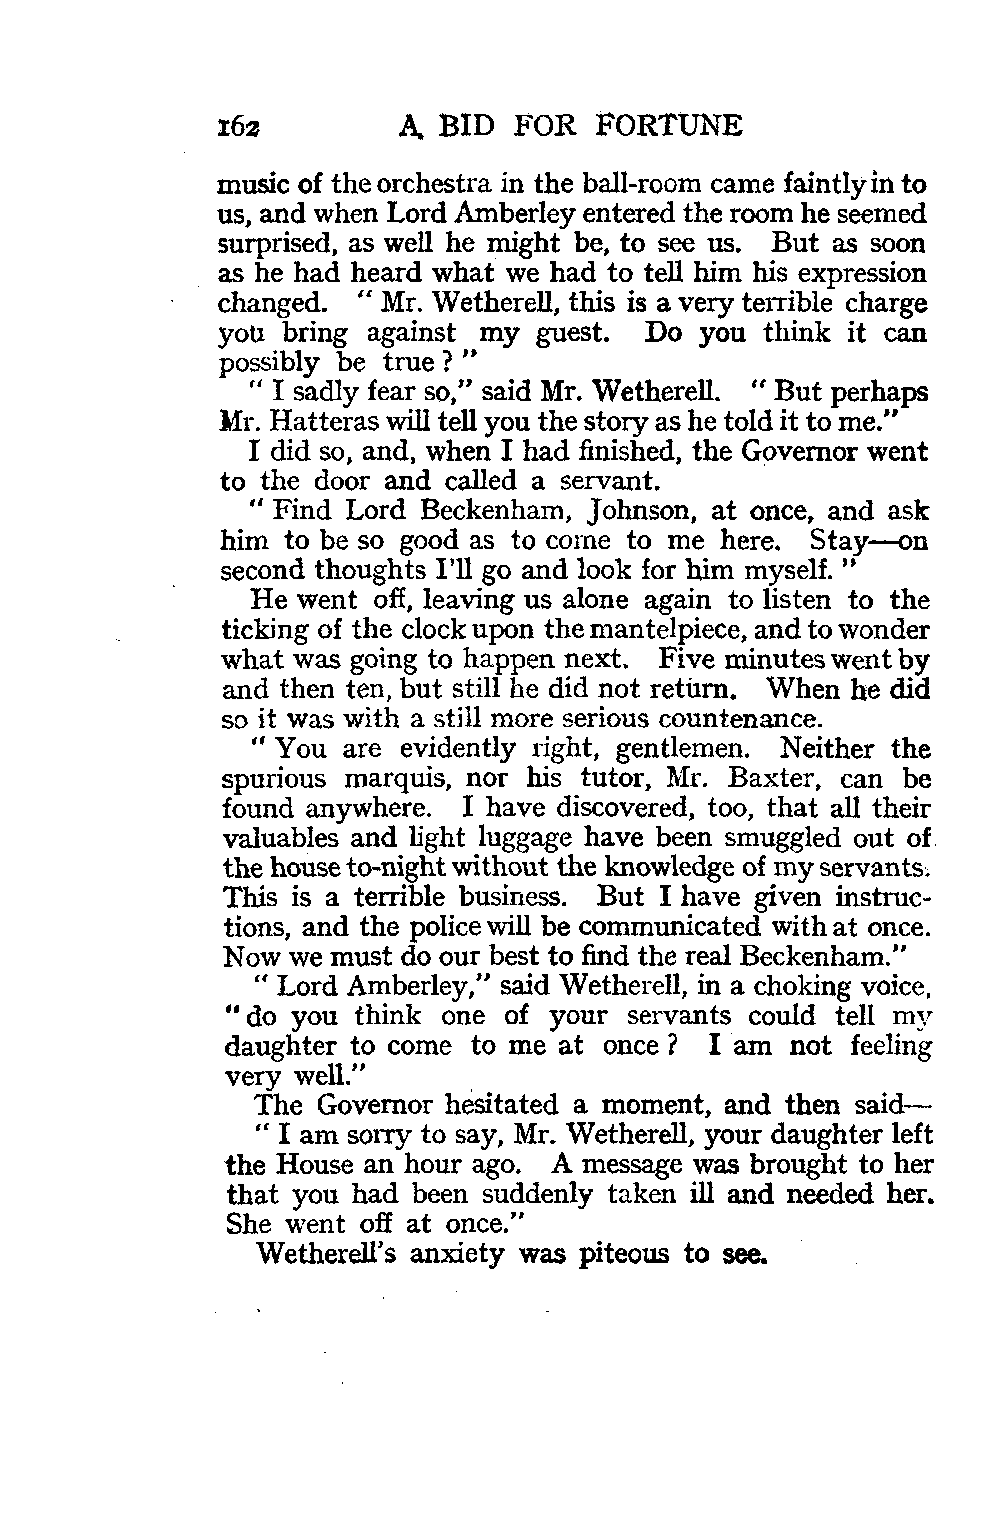 162 A BID FOR FORTUNE
music of the orchestra in the ball-room came faintly in to
us, and when Lord Amberley entered the room he seemed
surprised, as well he might be, to see us. But as soon
as he had heard what we had to tell him his expression
changed. “ Mr. Wetherell, this is a very terrible charge
you bring against my guest. Do you think it can
possibly be true ? ”
“ I sadly fear so,” said Mr. Wetherell. “ But perhaps
Mr. Hatteras will tell you the story as he told it to me.”
I did so, and, when I had finished, the Governor went
to the door and called a servant.
“ Find Lord Beckenham, Johnson, at once, and ask
him to be so good as to come to me here. Stay—on
second thoughts I'll go and look for him myself. ”
He went off, leaving us alone again to listen to the
ticking of the clock upon the mantelpiece, and to wonder
what was going to happen next. Five minutes went by
and then ten, but still he did not return. When he did
so it was with a still more serious countenance.
“ You are evidently right, gentlemen. Neither the
spurious marquis, nor his tutor, Mr. Baxter, can be
found anywhere. I have discovered, too, that all their
valuables and light luggage have been smuggled out of
the house to-night without the knowledge of my servants.
This is a terrible business. But I have given instruc-
tions, and the police will be communicated with at once.
Now we must do our best to find the real Beckenham.”
“ Lord Amberley,” said Wetherell, in a choking voice,
“ do you think one of your servants could tell my
daughter to come to me at once ? I am not feeling
very well.”
The Governor hesitated a moment, and then said—
“ I am sorry to say, Mr. Wetherell, your daughter left
the House an hour ago. A message was brought to her
that you had been suddenly taken ill and needed her.
She went off at once.”
Wetherell's anxiety was piteous to see.